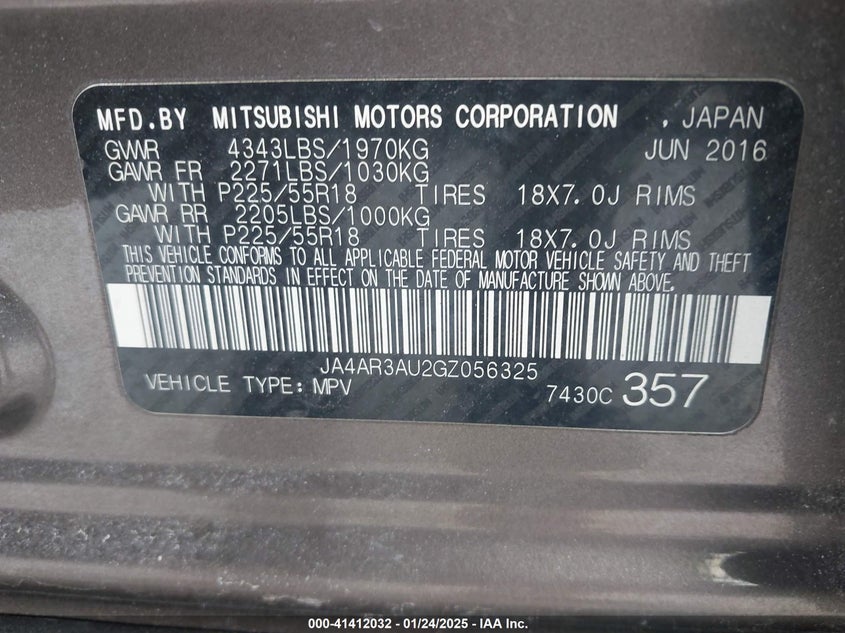 MFD.BY MITSUBISHI MOTORS CORPORATION , JAPAN
GVWR 4343LBS/1970KG JUN 2016
GAWR FR 2271LBS/1030KG
WITH P225/55R18 TIRES 18X7.0J RIMS
GAWR RR 2205LBS/1000KG
WITH P225/55R18 TIRES 18X7.0J RIMS
THIS VEHICLE CONFORMS TO ALL APPLICABLE FEDERAL MOTOR VEHICLE SAFETY AND THEFT
PREVENTION STANDARDS IN EFFECT ON THE DATE OF MANUFACTURE SHOWN ABOVE.
JA4AR3AU2GZ056325
VEHICLE TYPE: MPV 7430C 357
000-41412032 - 01/24/2025 - IAA Inc.